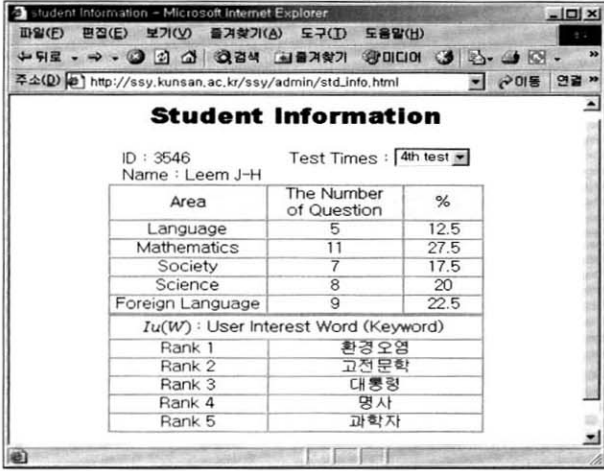 student Information - Microsoft Internet Explorer
파일(F) 편집(E) 보기(V) 즐겨찾기(A) 도구(T) 도움말(H)
뒤로 검색 즐겨찾기 미디어
주소(D) http://ssy.kunsan.ac.kr/ssy/admin/std_info.html 이동 연결 »
Student Information
ID : 3546 Test Times : 4th test
Name : Leem J-H
Area The Number of Question %
Language 5 12.5
Mathematics 11 27.5
Society 7 17.5
Science 8 20
Foreign Language 9 22.5
Iu(W) : User Interest Word (Keyword)
Rank 1 환경오염
Rank 2 고전문학
Rank 3 대통령
Rank 4 명사
Rank 5 과학자